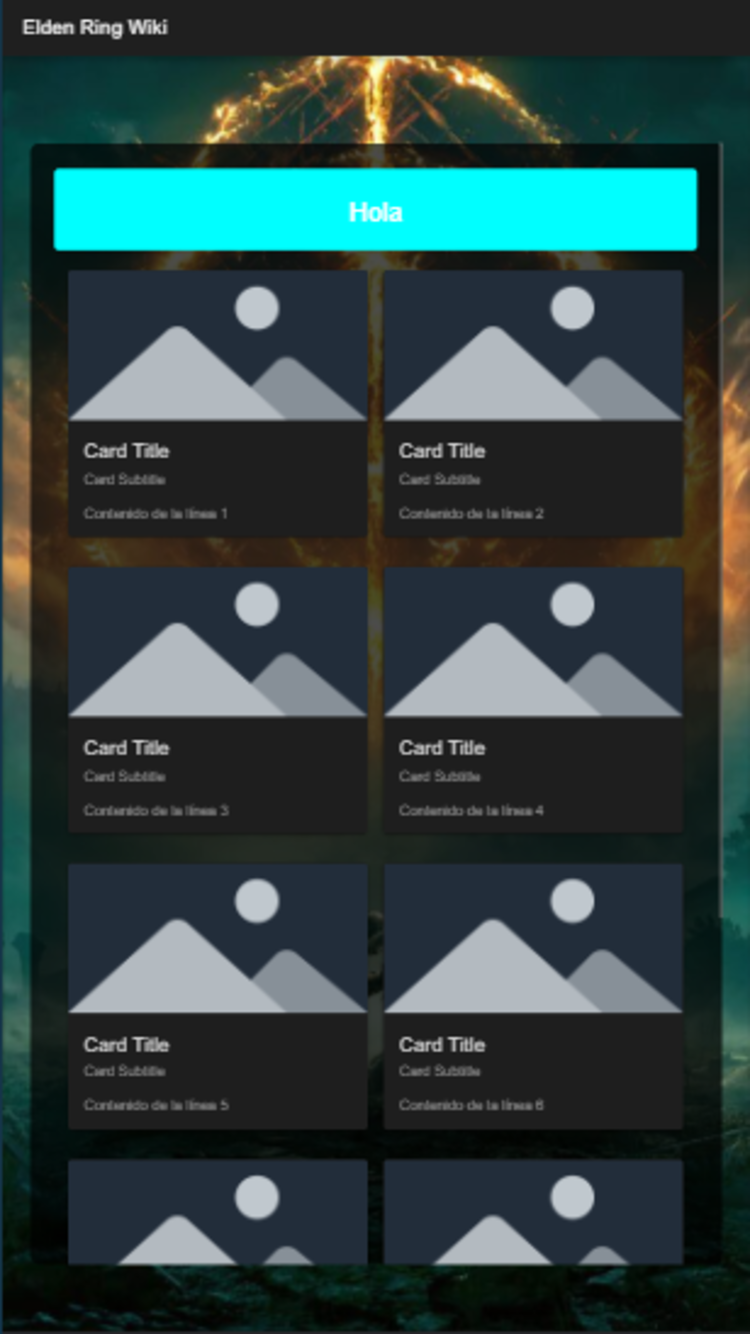 Elden Ring Wiki
Hola
Card Title
Card Subtitle
Contenido de la línea 1
Card Title
Card Subtitle
Contenido de la línea 2
Card Title
Card Subtitle
Contenido de la línea 3
Card Title
Card Subtitle
Contenido de la línea 4
Card Title
Card Subtitle
Contenido de la línea 5
Card Title
Card Subtitle
Contenido de la línea 6